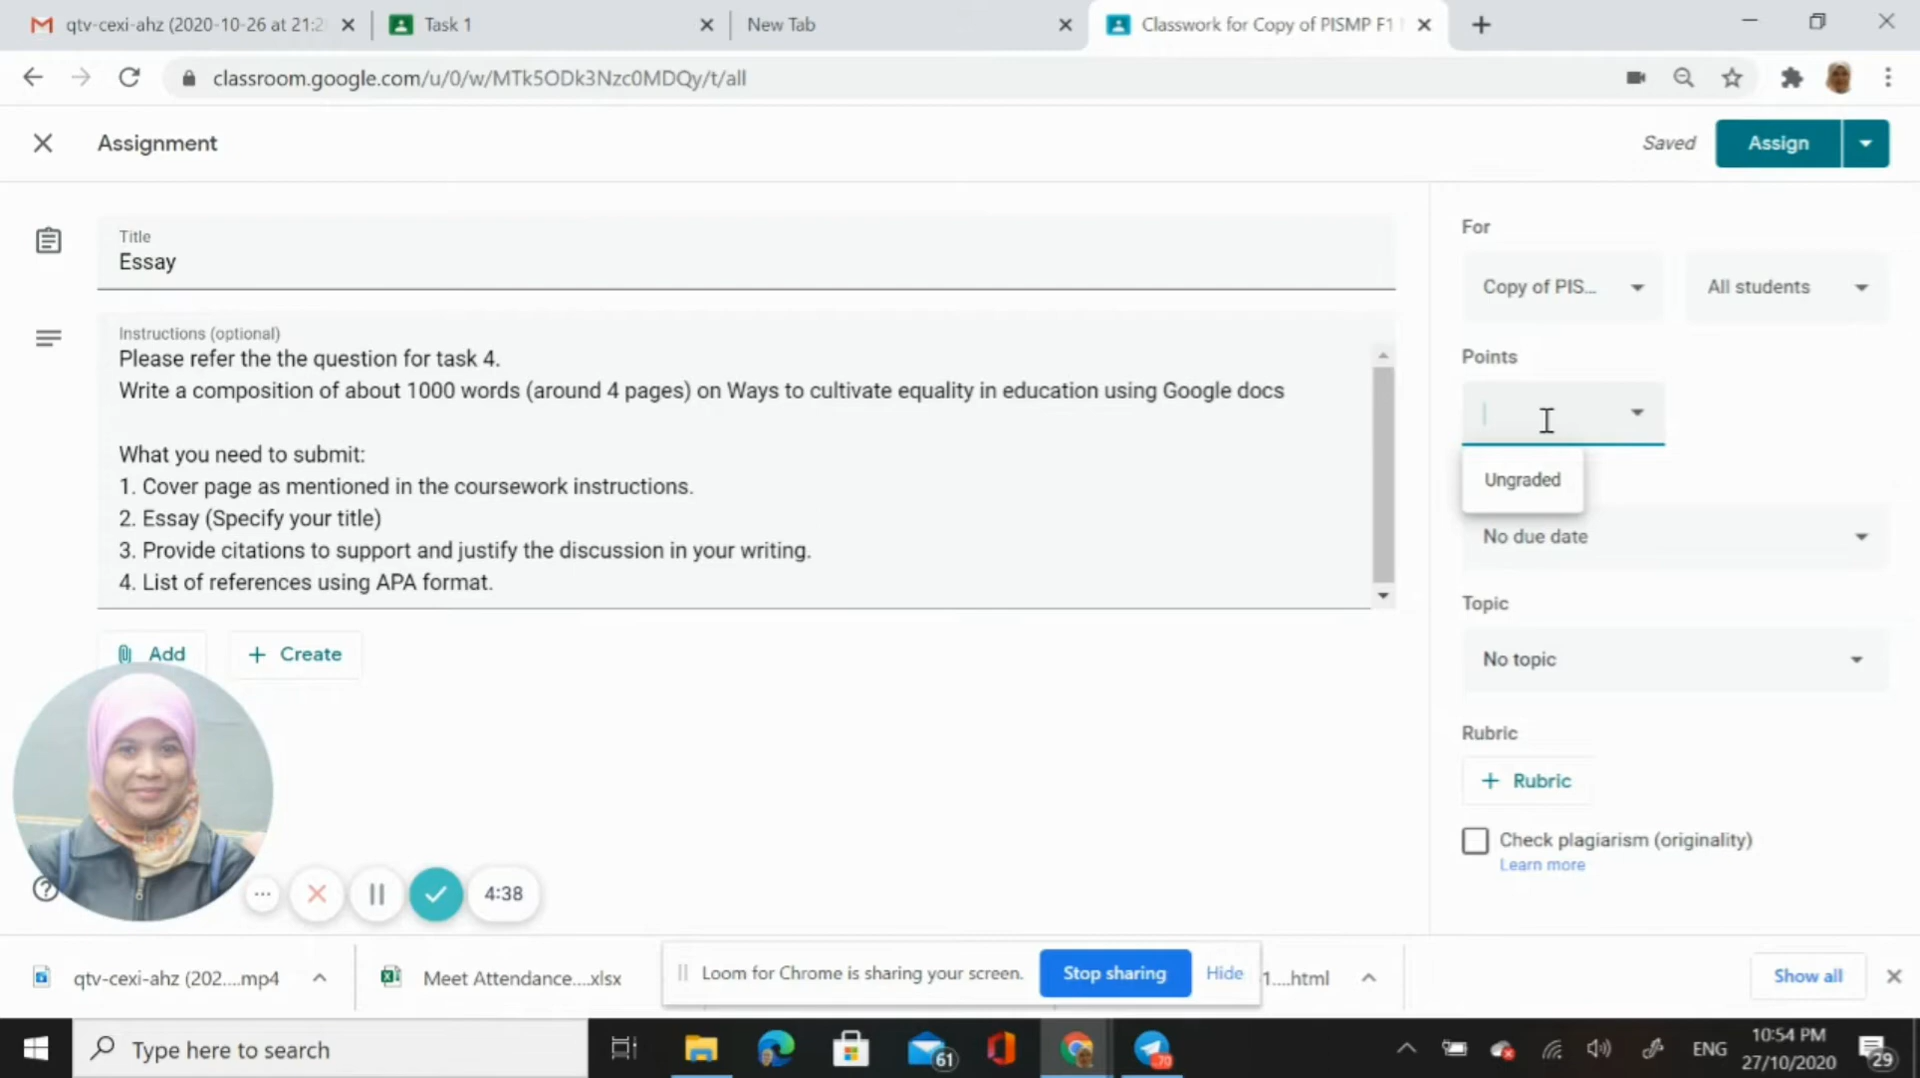 qtv-cexi-ahz (2020-10-26 at 21:2
Task 1
New Tab
Classwork for Copy of PISMP F1
classroom.google.com/u/0/w/MTk5ODk3Nzc0MDQy/t/all
Assignment
Saved
Assign
Title
Essay
Instructions (optional)
Please refer the the question for task 4.
Write a composition of about 1000 words (around 4 pages) on Ways to cultivate equality in education using Google docs
What you need to submit:
1. Cover page as mentioned in the coursework instructions.
2. Essay (Specify your title)
3. Provide citations to support and justify the discussion in your writing.
4. List of references using APA format.
Add
Create
For
Copy of PIS...
All students
Points
Ungraded
No due date
Topic
No topic
Rubric
Rubric
Check plagiarism (originality)
Learn more
4:38
qtv-cexi-ahz (202....mp4
Meet Attendance....xlsx
Loom for Chrome is sharing your screen.
Stop sharing
Hide
1....html
Show all
Type here to search
61
70
ENG
10:54 PM
27/10/2020
29